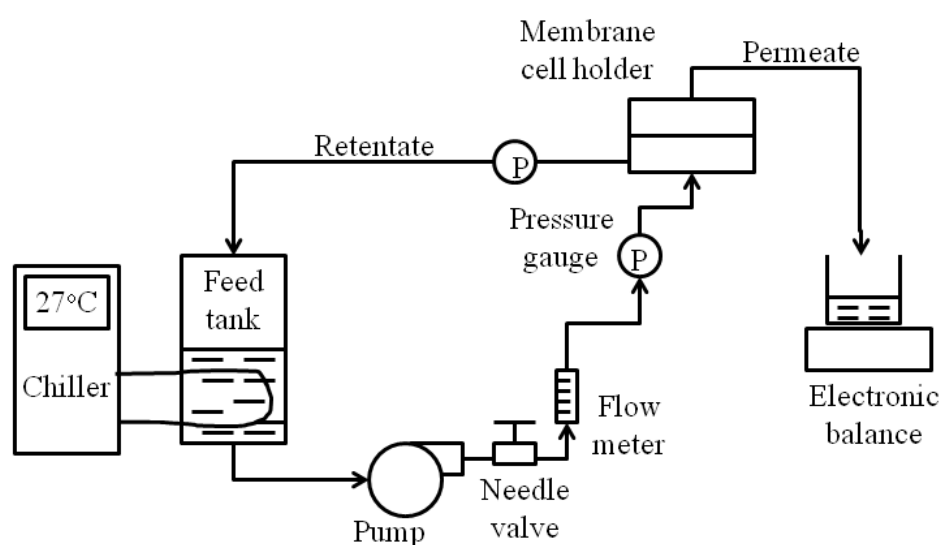 Membrane
cell holder
Permeate
Retentate
P
Pressure
gauge
P
27°C
Feed
tank
Chiller
Flow
meter
Electronic
balance
Needle
valve
Pump